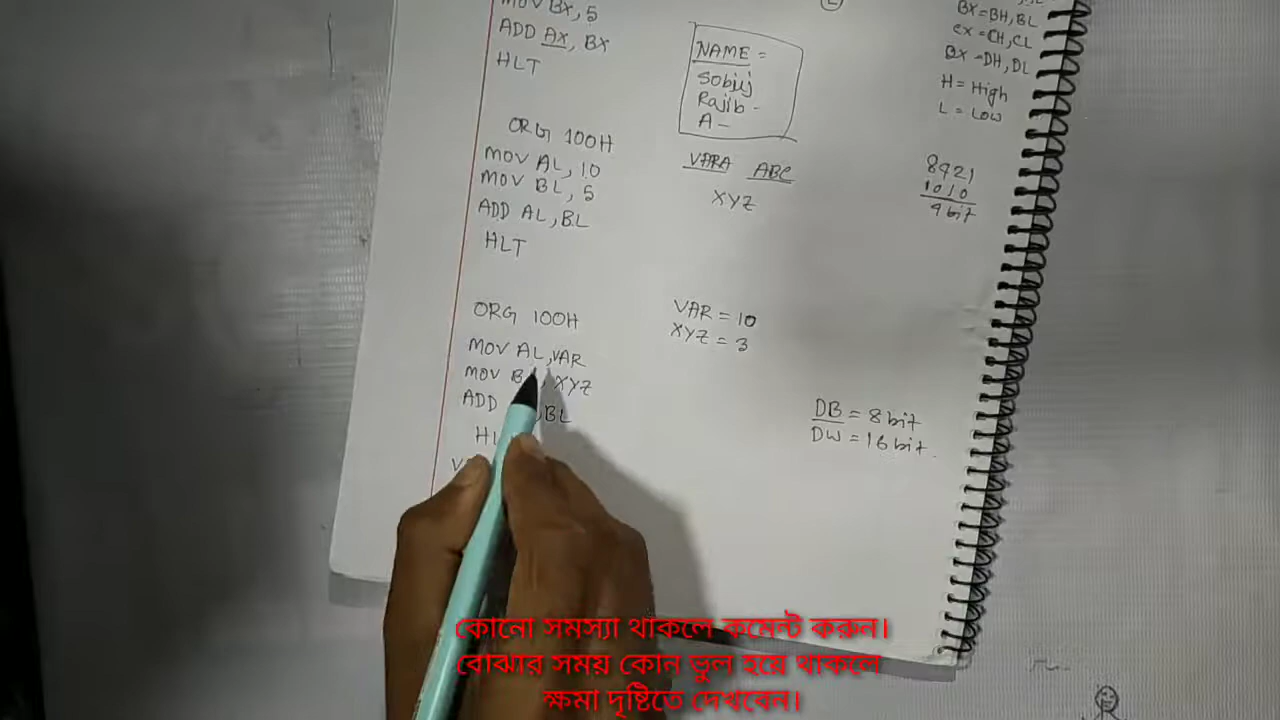 MOV BX, 5
ADD AX, BX
HLT
ORG 100H
MOV AL, 10
MOV BL, 5
ADD AL, BL
HLT
ORG 100H
MOV AL, VAR
MOV XYZ
ADD , BL
NAME =
Sobuj
Rajib -
A -
VARA ABC
XYZ
VAR = 10
XYZ = 3
BX = BH, BL
CX = CH, CL
DX = DH, DL
H = High
L = Low
8421
1010
4 bit
DB = 8 bit
DW = 16 bit.
কোনো সমস্যা থাকলে কমেন্ট করুন।
বোঝার সময় কোন ভুল হয়ে থাকলে
ক্ষমা দৃষ্টিতে দেখবেন।